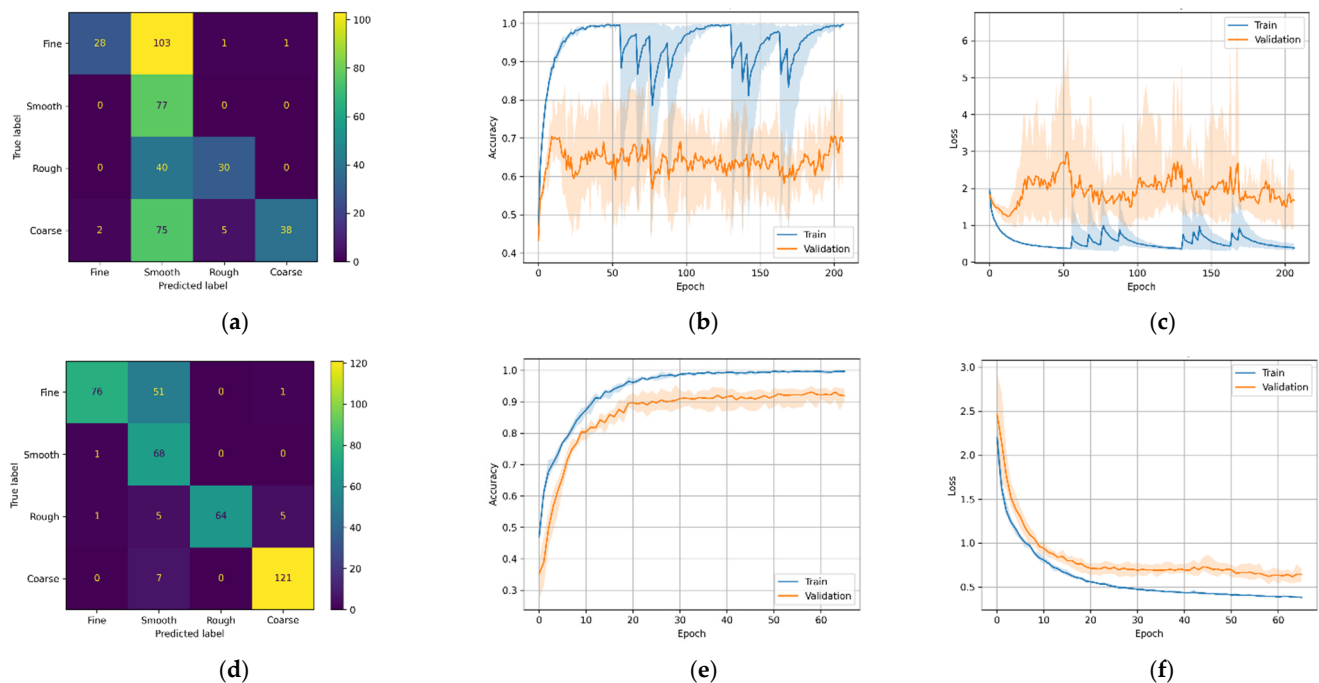 Fine 28 103 1 1
Smooth 0 77 0 0
Rough 0 40 30 0
Coarse 2 75 5 38
Fine Smooth Rough Coarse
Predicted label
True label
100
80
60
40
20
0
(a)
1.0
0.9
0.8
0.7
0.6
0.5
0.4
Accuracy
0 50 100 150 200
Epoch
Train
Validation
(b)
6
5
4
3
2
1
0
Loss
0 50 100 150 200
Epoch
Train
Validation
(c)
Fine 76 51 0 1
Smooth 1 68 0 0
Rough 1 5 64 5
Coarse 0 7 0 121
Fine Smooth Rough Coarse
Predicted label
True label
120
100
80
60
40
20
0
(d)
1.0
0.9
0.8
0.7
0.6
0.5
0.4
0.3
Accuracy
0 10 20 30 40 50 60
Epoch
Train
Validation
(e)
3.0
2.5
2.0
1.5
1.0
0.5
Loss
0 10 20 30 40 50 60
Epoch
Train
Validation
(f)